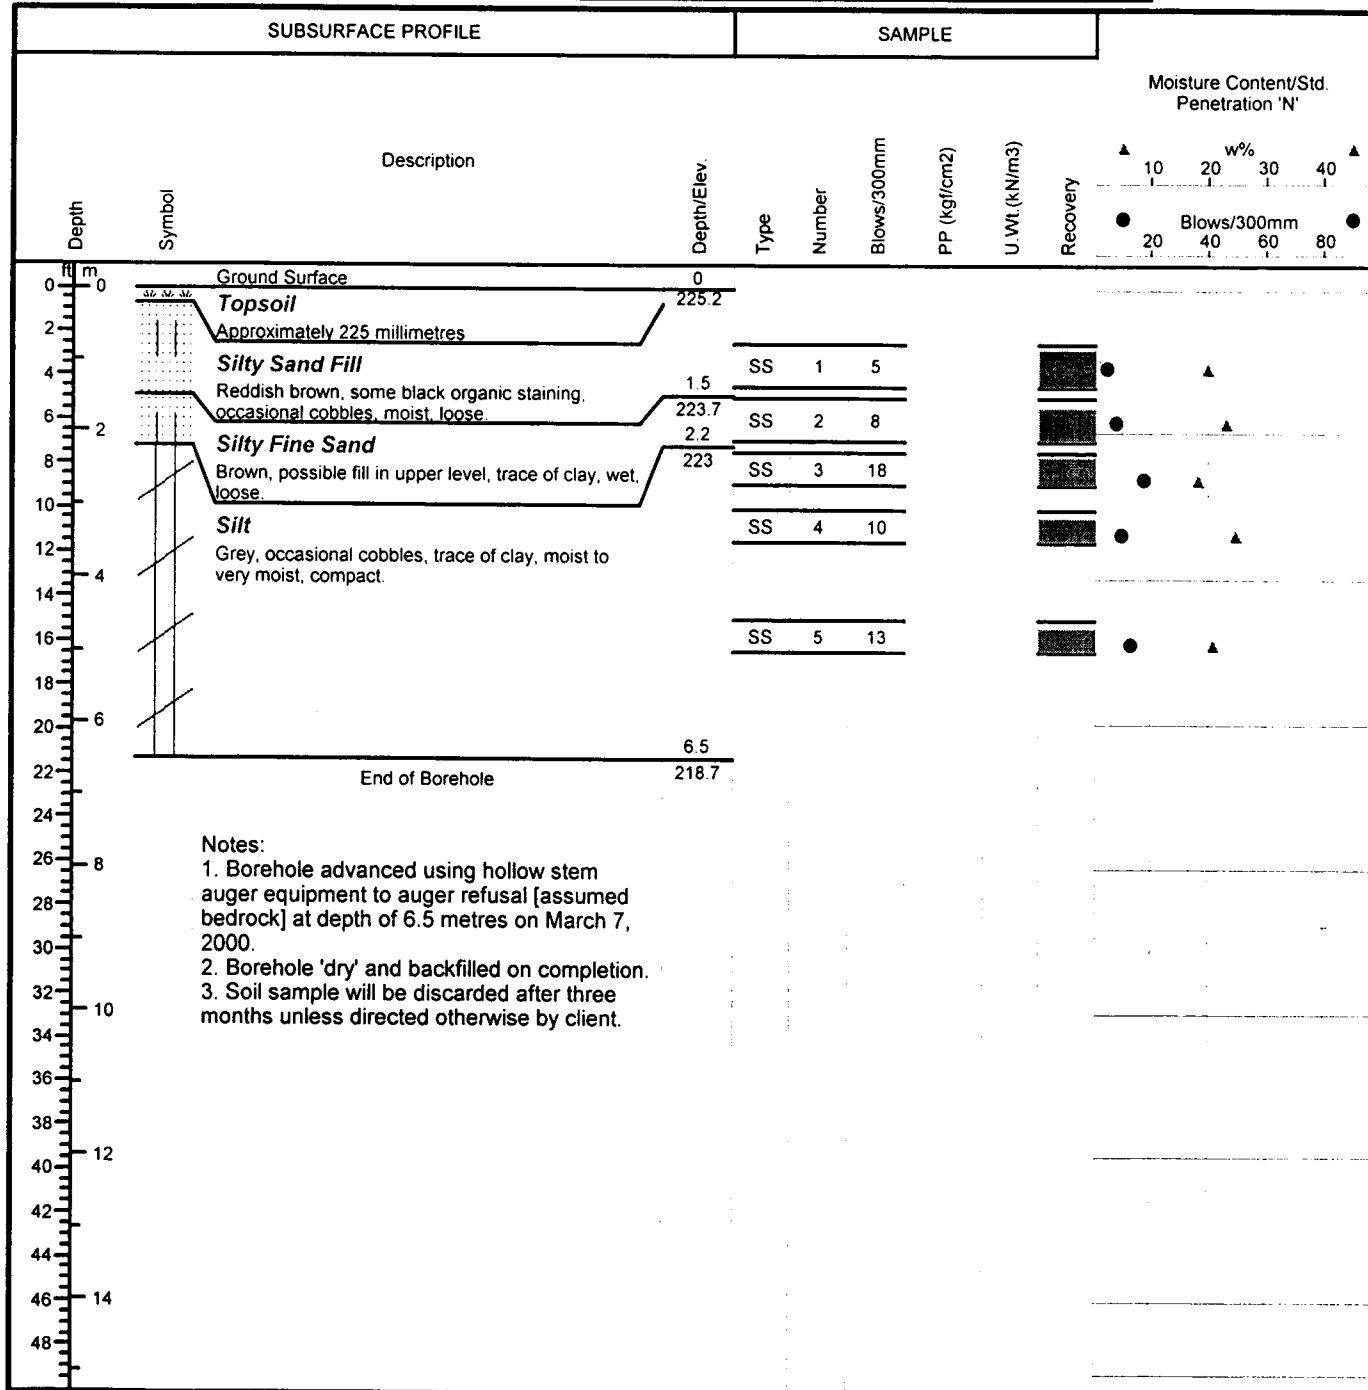 SUBSURFACE PROFILE
SAMPLE
Moisture Content/Std.
Penetration 'N'
Depth
Symbol
Description
Depth/Elev.
Type
Number
Blows/300mm
PP (kgf/cm2)
U.Wt.(kN/m3)
Recovery
w%
10 20 30 40
Blows/300mm
20 40 60 80
ft m
0 0
Ground Surface
0
225.2
Topsoil
Approximately 225 millimetres
2
Silty Sand Fill
SS 1 5
4
Reddish brown, some black organic staining,
occasional cobbles, moist, loose.
1.5
223.7
6
2
SS 2 8
Silty Fine Sand
2.2
223
8
Brown, possible fill in upper level, trace of clay, wet,
loose.
SS 3 18
10
Silt
SS 4 10
12
Grey, occasional cobbles, trace of clay, moist to
very moist, compact.
4
14
16
SS 5 13
18
20
6
6.5
218.7
22
End of Borehole
24
26
8
28
30
32
10
34
36
38
40
12
42
44
46
14
48
Notes:
1. Borehole advanced using hollow stem
auger equipment to auger refusal [assumed
bedrock] at depth of 6.5 metres on March 7,
2000.
2. Borehole 'dry' and backfilled on completion.
3. Soil sample will be discarded after three
months unless directed otherwise by client.